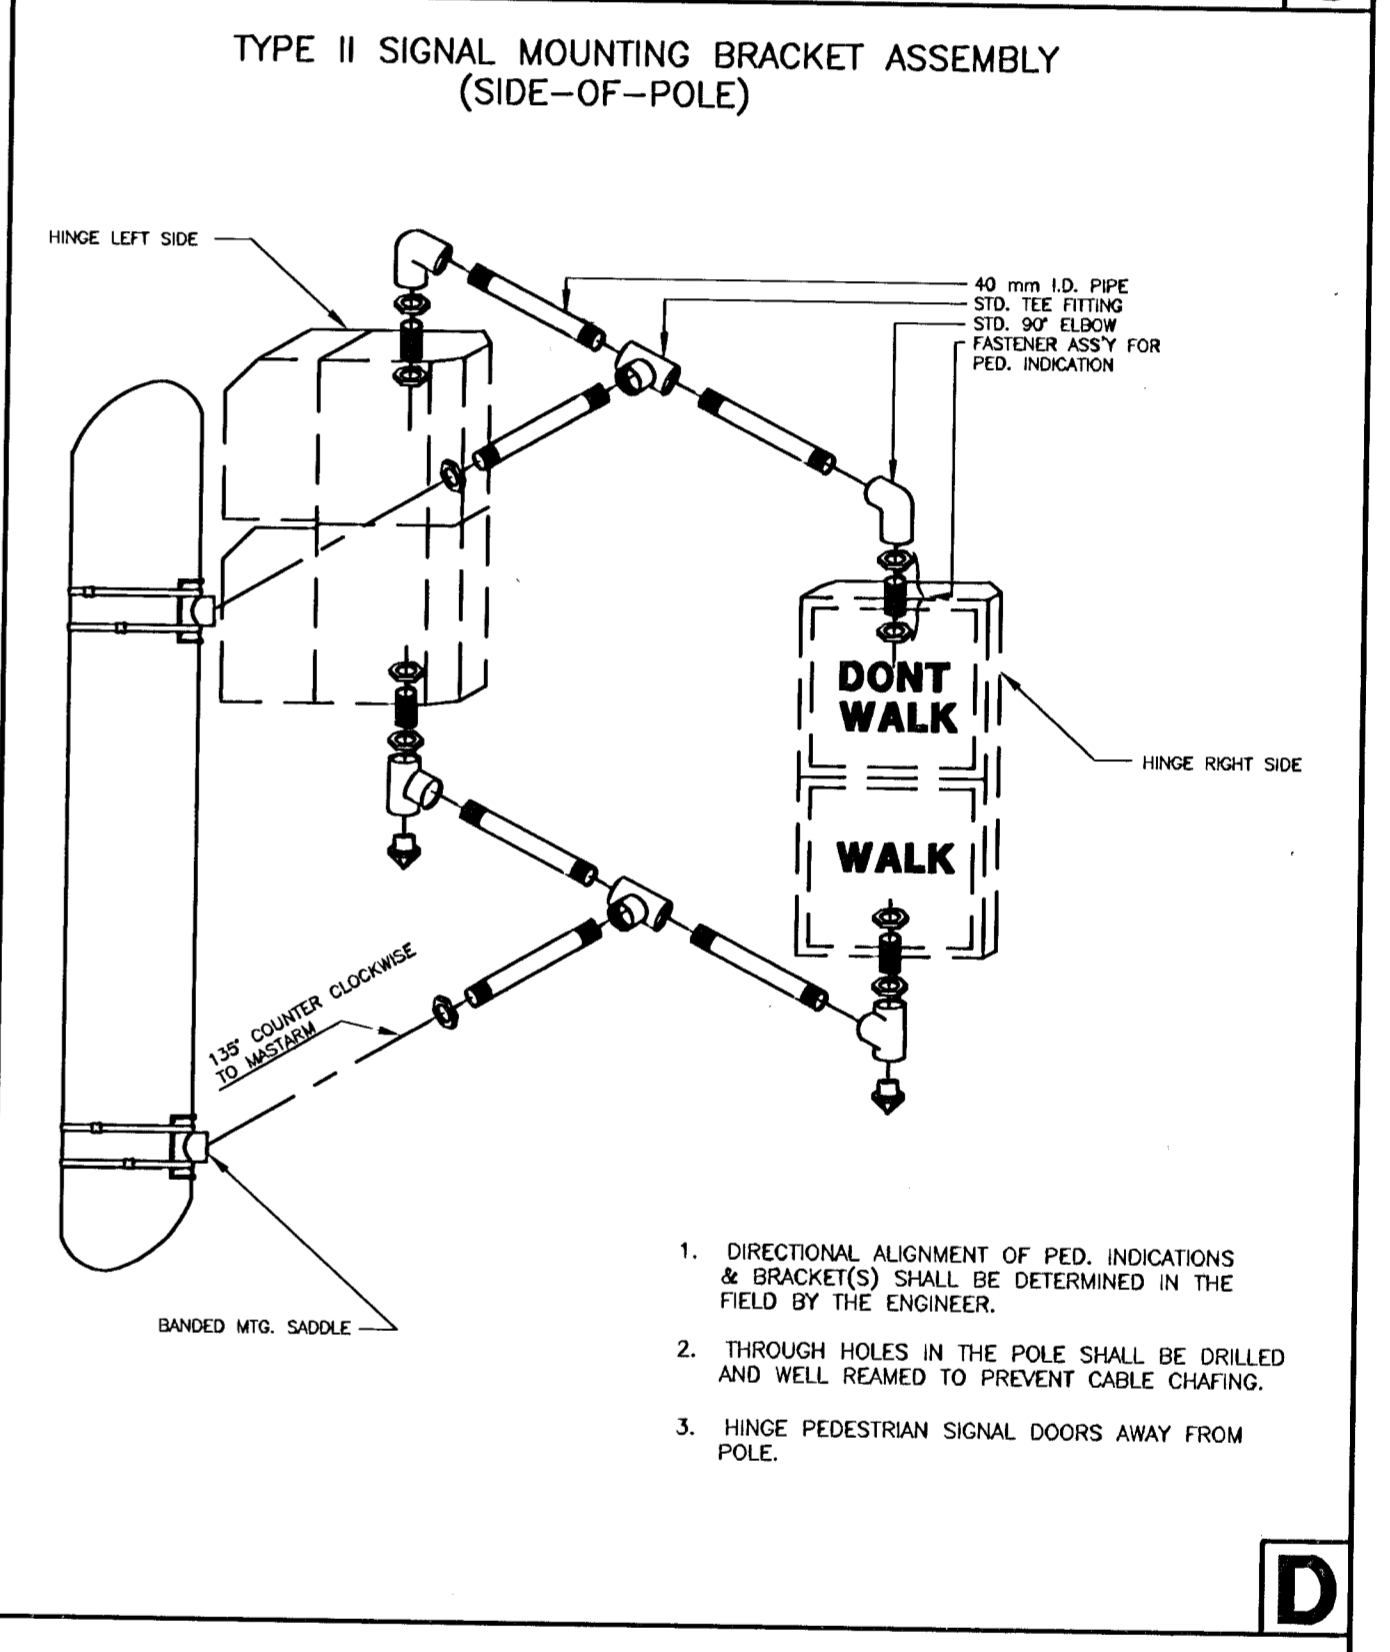 TYPE II SIGNAL MOUNTING BRACKET ASSEMBLY
(SIDE-OF-POLE)
HINGE LEFT SIDE
40 mm I.D. PIPE
STD. TEE FITTING
STD. 90° ELBOW
FASTENER ASS'Y FOR
PED. INDICATION
DONT
WALK
HINGE RIGHT SIDE
WALK
135° COUNTER CLOCKWISE
TO MASTARM
BANDED MTG. SADDLE
1. DIRECTIONAL ALIGNMENT OF PED. INDICATIONS
& BRACKET(S) SHALL BE DETERMINED IN THE
FIELD BY THE ENGINEER.
2. THROUGH HOLES IN THE POLE SHALL BE DRILLED
AND WELL REAMED TO PREVENT CABLE CHAFING.
3. HINGE PEDESTRIAN SIGNAL DOORS AWAY FROM
POLE.
D